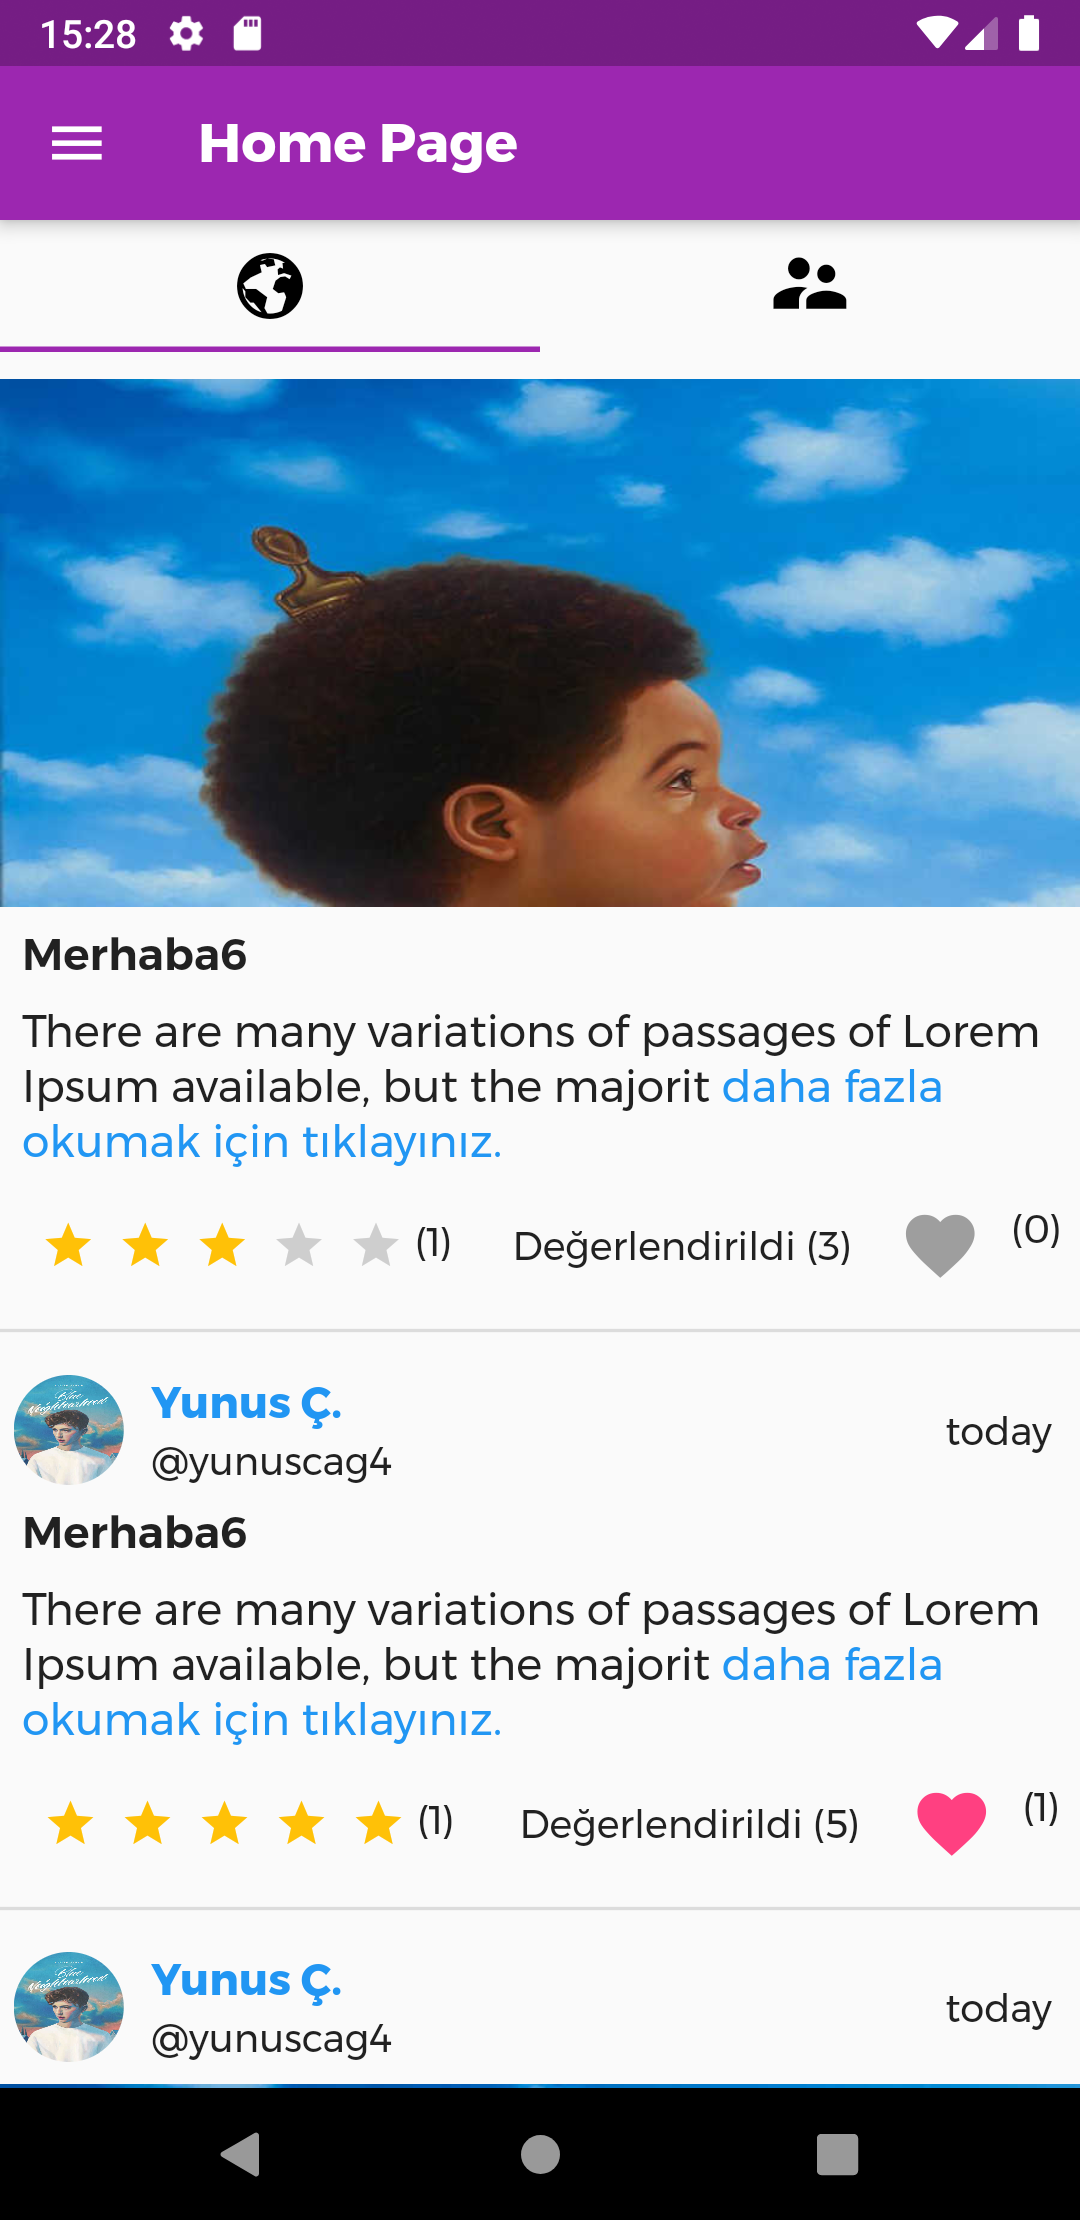 15:28
Home Page
Merhaba6
There are many variations of passages of Lorem
Ipsum available, but the majorit daha fazla
okumak için tıklayınız.
(1) Değerlendirildi (3) (0)
Yunus Ç.
@yunuscag4
today
Merhaba6
There are many variations of passages of Lorem
Ipsum available, but the majorit daha fazla
okumak için tıklayınız.
(1) Değerlendirildi (5) (1)
Yunus Ç.
@yunuscag4
today